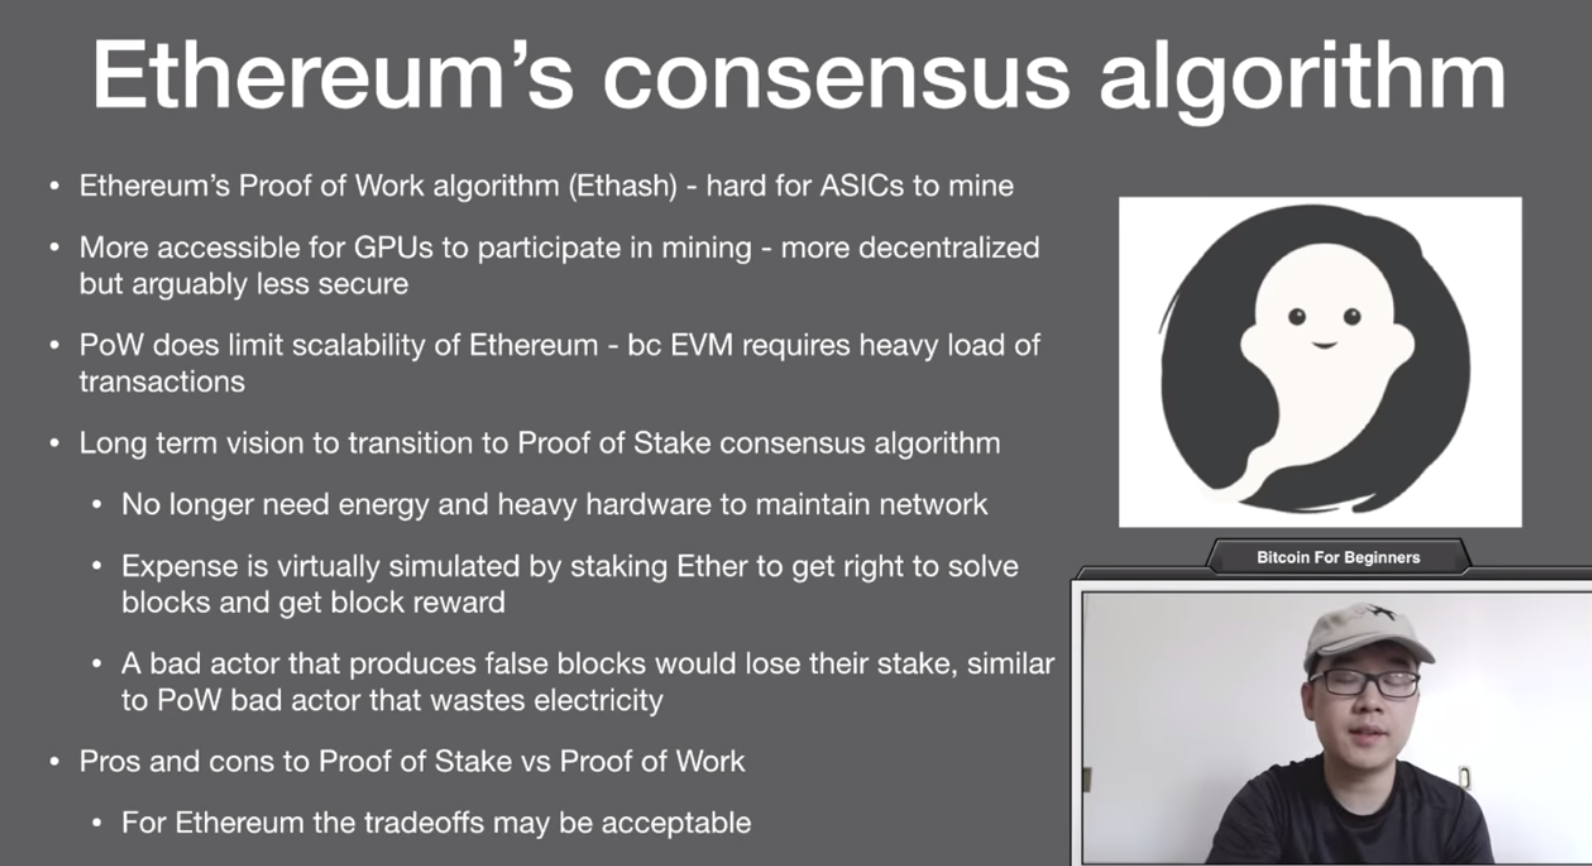 Ethereum’s consensus algorithm
• Ethereum’s Proof of Work algorithm (Ethash) - hard for ASICs to mine
• More accessible for GPUs to participate in mining - more decentralized
but arguably less secure
• PoW does limit scalability of Ethereum - bc EVM requires heavy load of
transactions
• Long term vision to transition to Proof of Stake consensus algorithm
• No longer need energy and heavy hardware to maintain network
• Expense is virtually simulated by staking Ether to get right to solve
blocks and get block reward
• A bad actor that produces false blocks would lose their stake, similar
to PoW bad actor that wastes electricity
• Pros and cons to Proof of Stake vs Proof of Work
• For Ethereum the tradeoffs may be acceptable
Bitcoin For Beginners